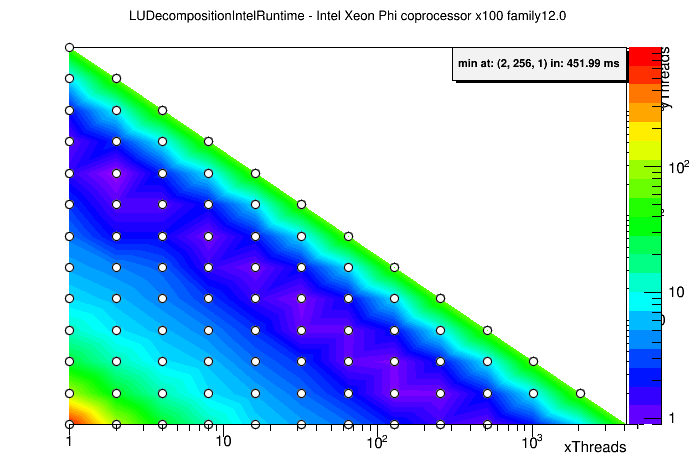 LUDecompositionIntelRuntime - Intel Xeon Phi coprocessor x100 family12.0
min at: (2, 256, 1) in: 451.99 ms
yThreads
10²
10
1
1
10
10²
10³
xThreads